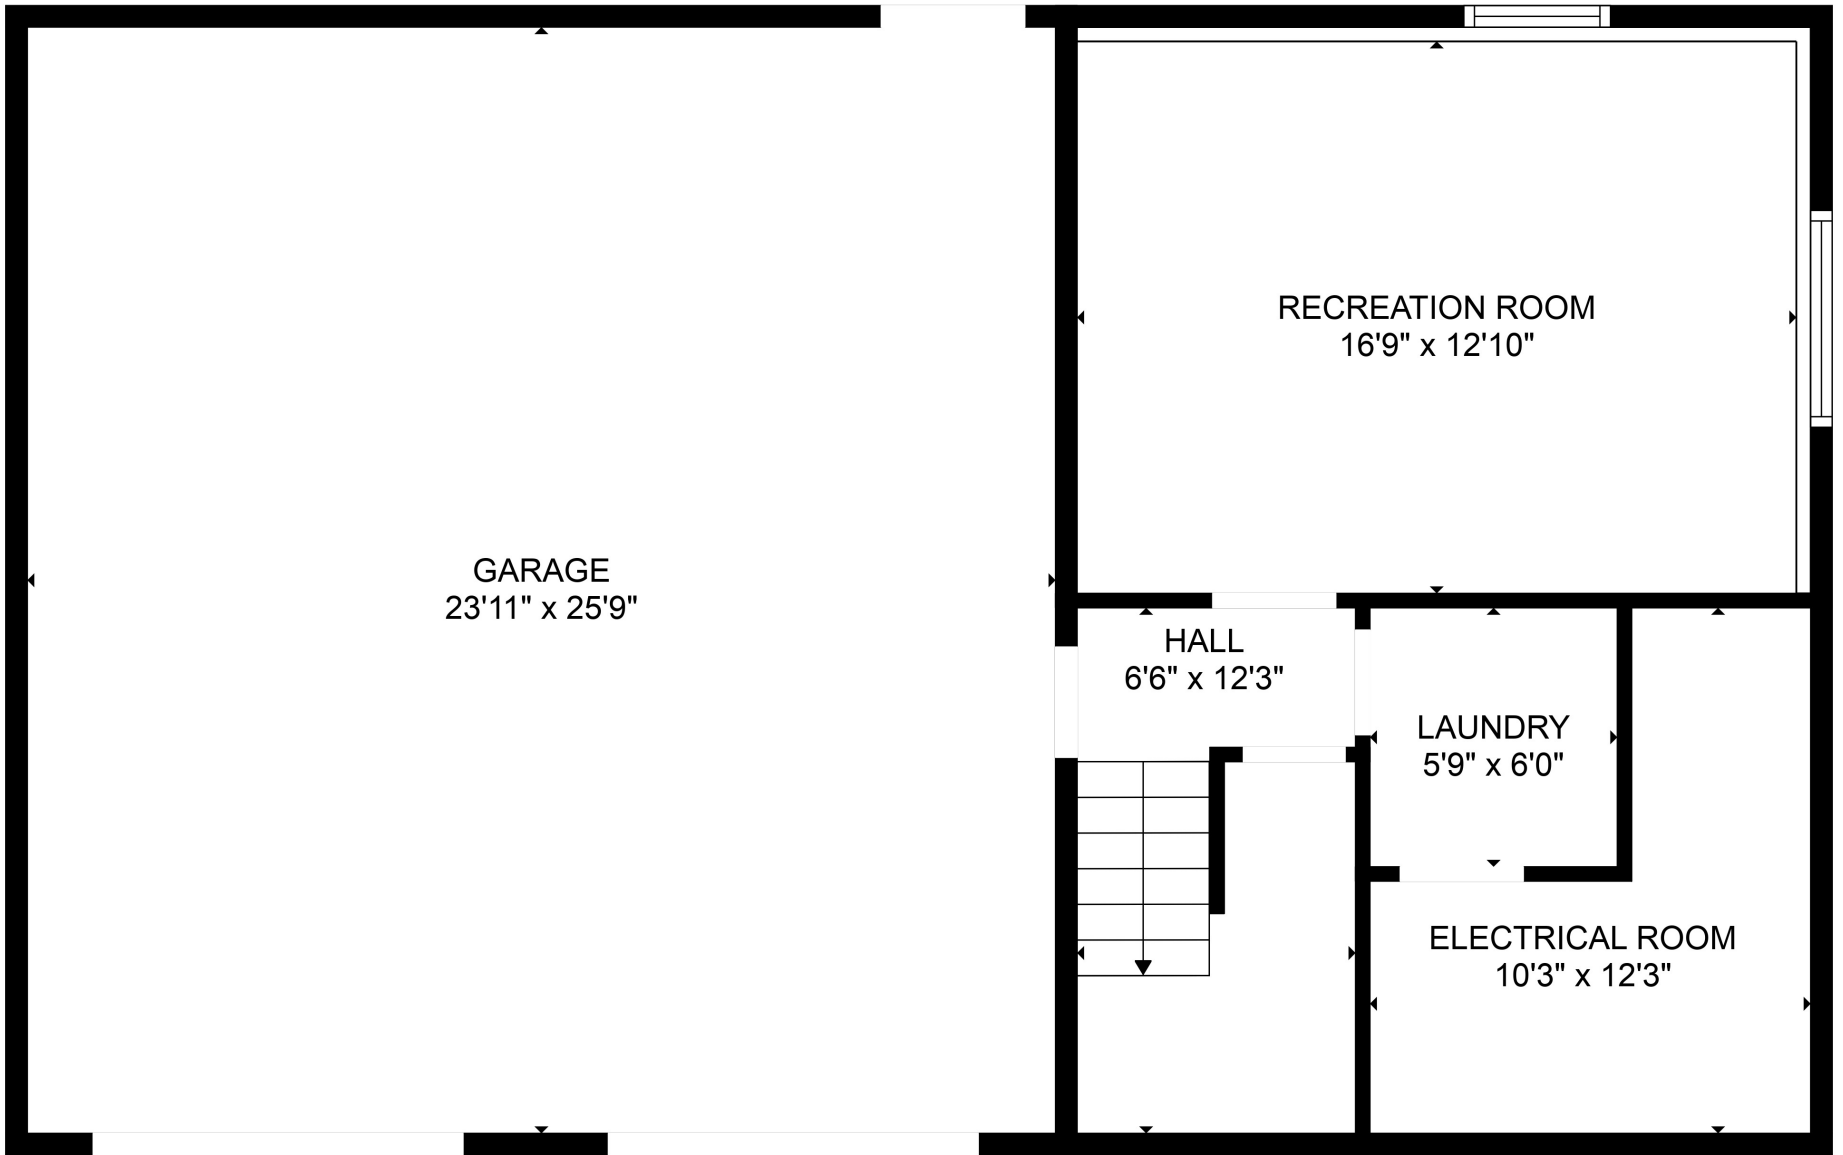 RECREATION ROOM
16'9" x 12'10"
GARAGE
23'11" x 25'9"
HALL
6'6" x 12'3"
LAUNDRY
5'9" x 6'0"
ELECTRICAL ROOM
10'3" x 12'3"